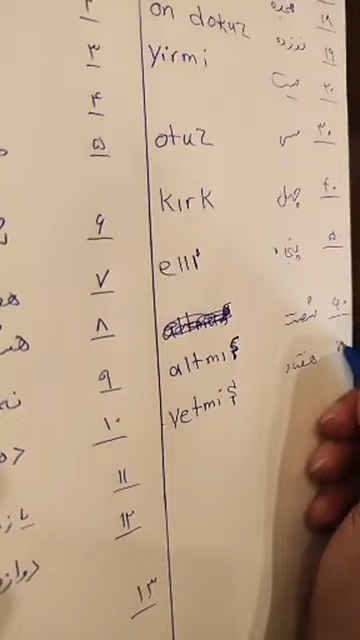 ۱۸
on dokuz نوزده ۱۹
۳ yirmi بیست ۲۰
۴
۵ otuz سی ۳۰
۶ kırk چهل ۴۰
۷ elli پنجاه ۵۰
۸
۹ altmış شصت ۶۰
۱۰ yetmiş هفتاد
۱۱
۱۲
۱۳